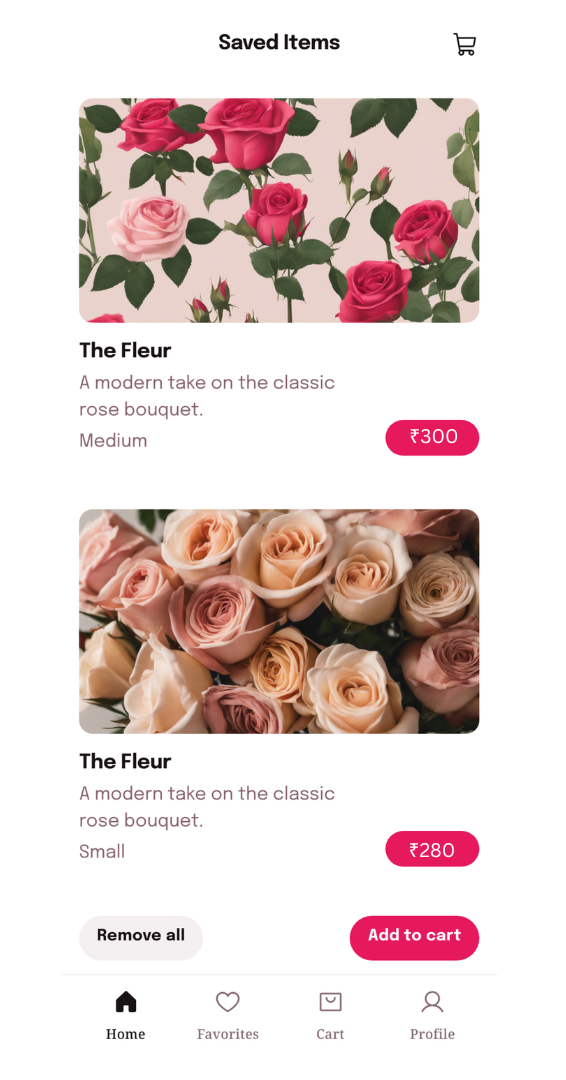 Saved Items
The Fleur
A modern take on the classic
rose bouquet.
Medium
₹300
The Fleur
A modern take on the classic
rose bouquet.
Small
₹280
Remove all
Add to cart
Home
Favorites
Cart
Profile